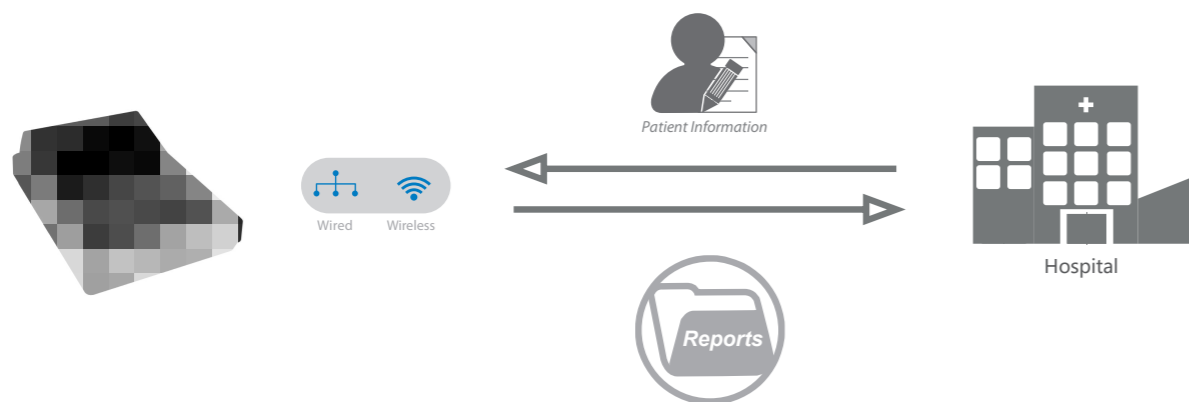 Patient Information
Wired
Wireless
Hospital
Reports